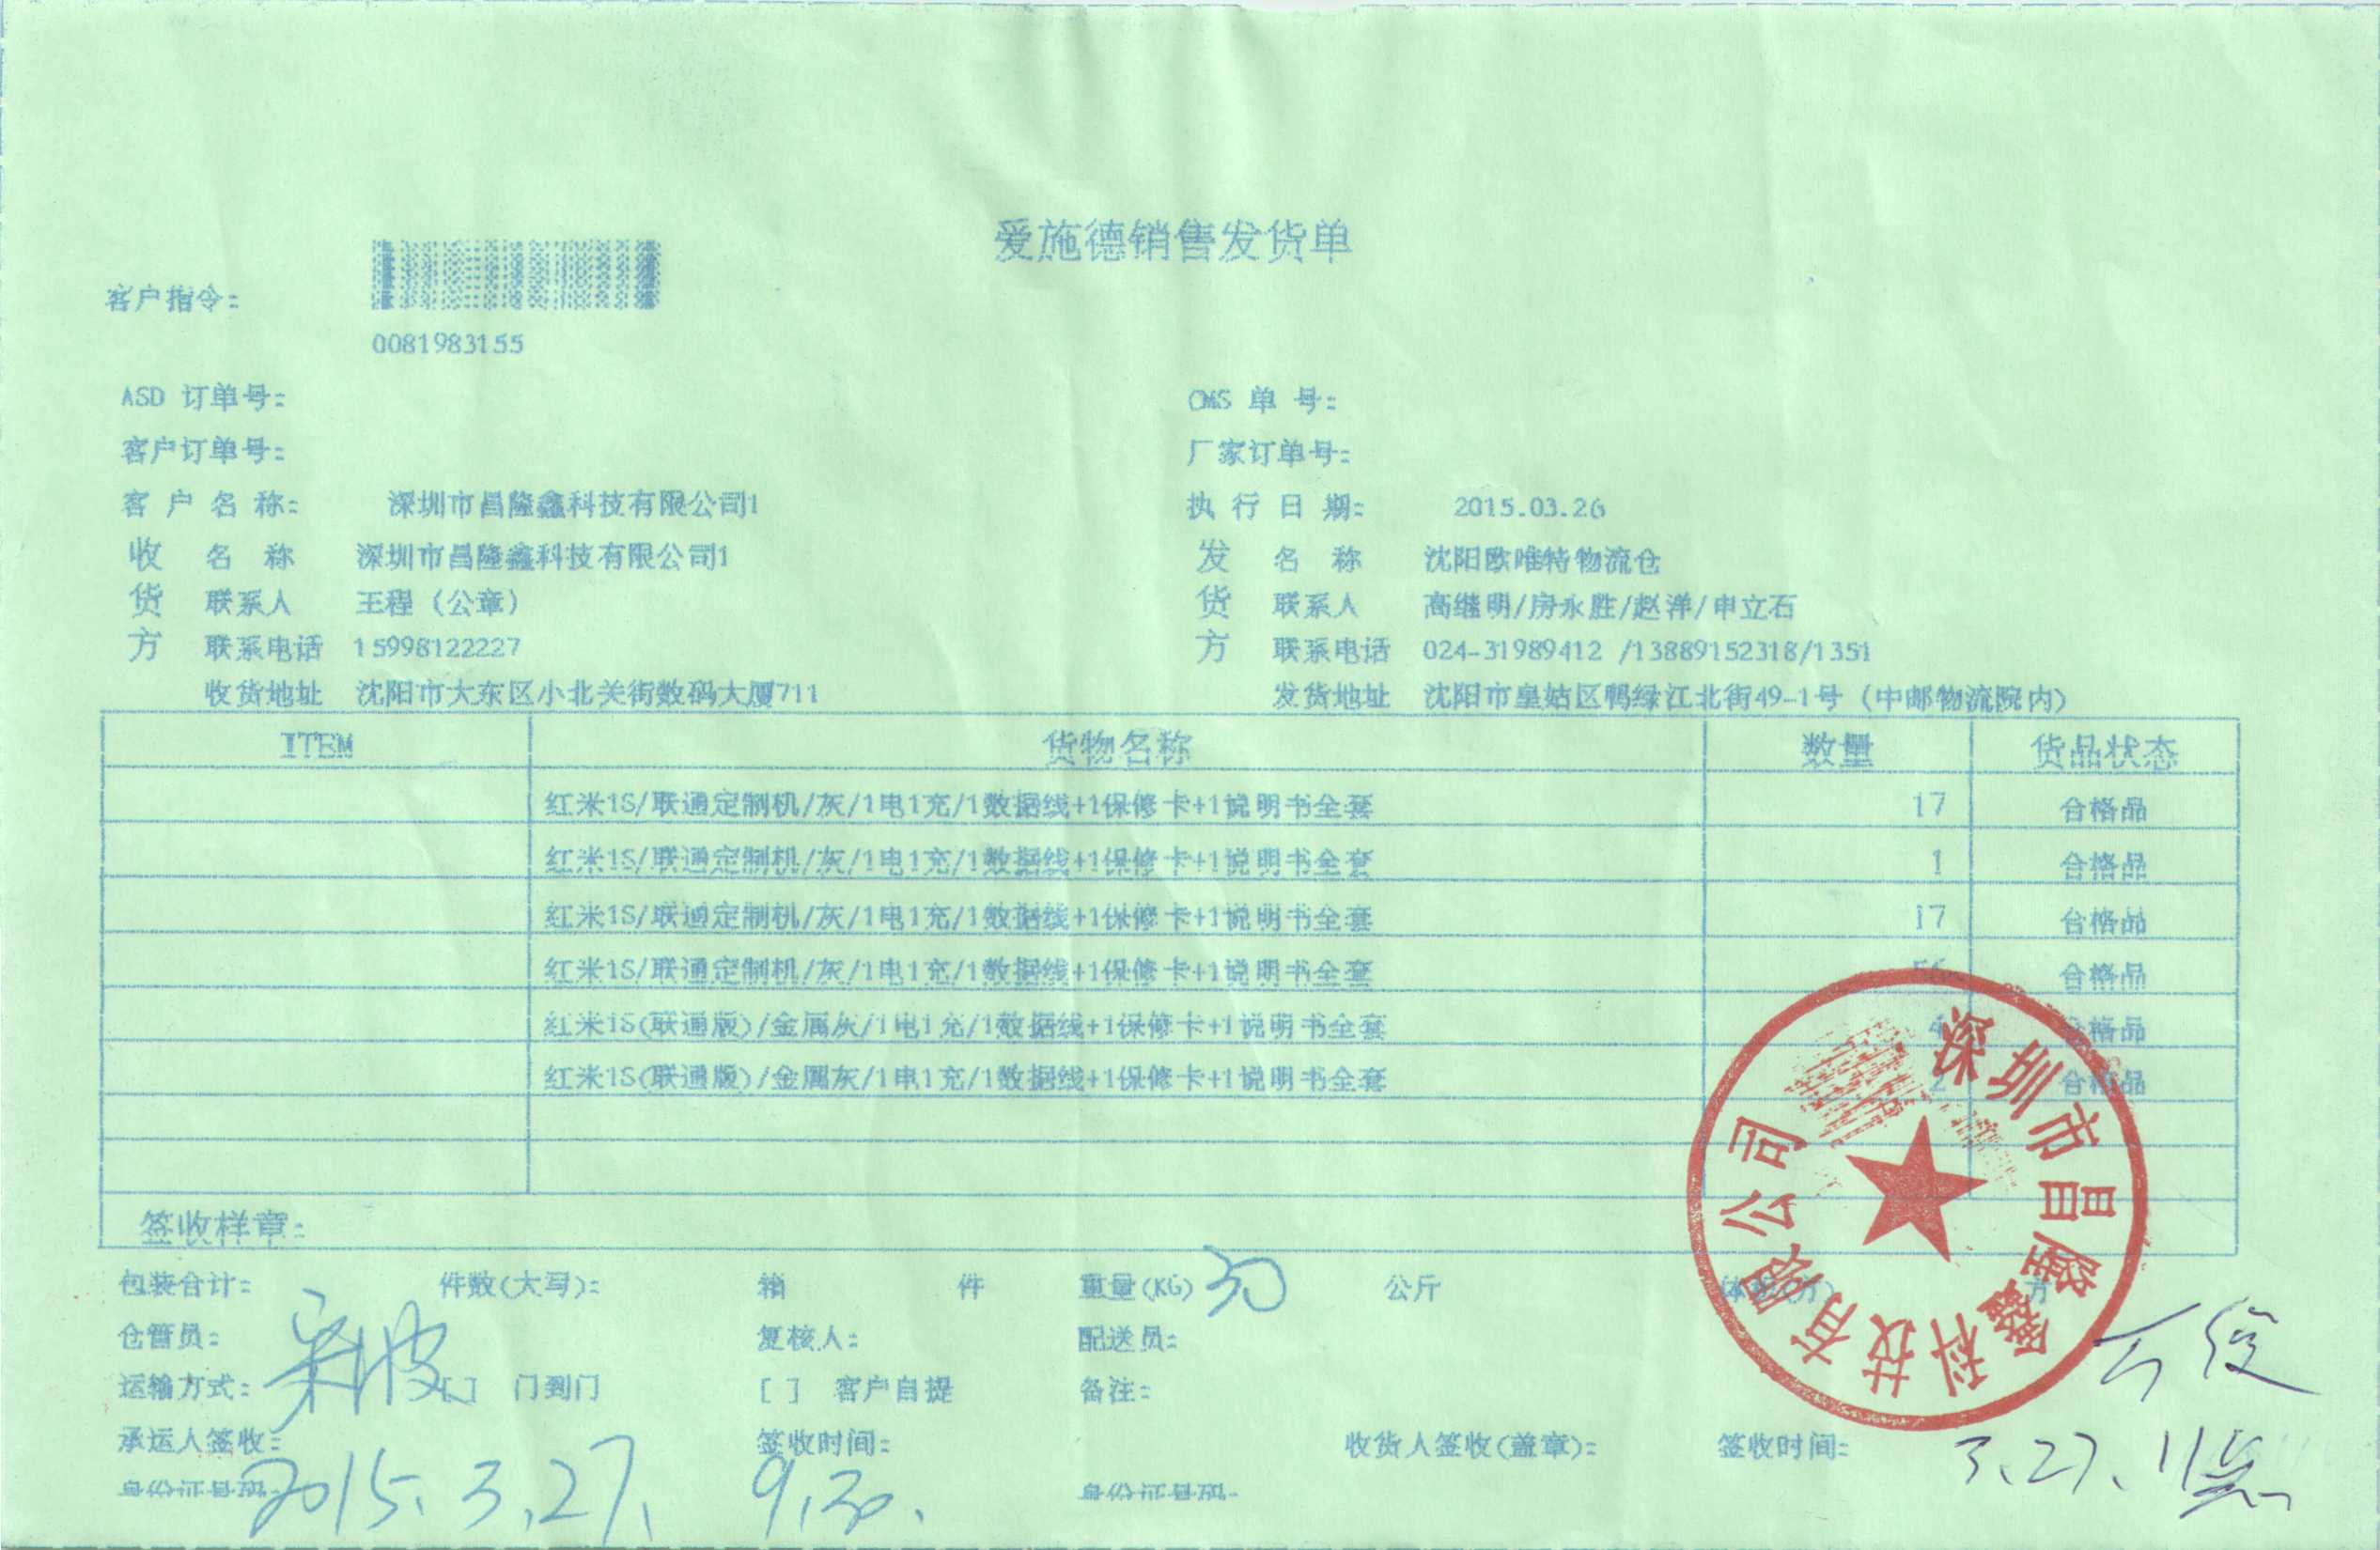 爱施德销售发货单
客户指令:
0081983155
ASD 订单号: OMS 单 号:
客户订单号: 厂家订单号:
客 户 名 称: 深圳市昌隆鑫科技有限公司1 执 行 日 期: 2015.03.26
收 名 称 深圳市昌隆鑫科技有限公司1 发 名 称 沈阳欧唯特物流仓
货 联系人 王程 (公章) 货 联系人 高继明/房永胜/赵洋/申立石
方 联系电话 15998122227 方 联系电话 024-31989412 /13889152318/1351
收货地址 沈阳市大东区小北关街数码大厦711 发货地址 沈阳市皇姑区鸭绿江北街49-1号 (中邮物流院内)
ITEM 货物名称 数量 货品状态
红米1S/联通定制机/灰/1电1充/1数据线+1保修卡+1说明书全套 17 合格品
红米1S/联通定制机/灰/1电1充/1数据线+1保修卡+1说明书全套 1 合格品
红米1S/联通定制机/灰/1电1充/1数据线+1保修卡+1说明书全套 17 合格品
红米1S/联通定制机/灰/1电1充/1数据线+1保修卡+1说明书全套 合格品
红米1S(联通版)/金属灰/1电1充/1数据线+1保修卡+1说明书全套 4 合格品
红米1S(联通版)/金属灰/1电1充/1数据线+1保修卡+1说明书全套 2 合格品
深圳市昌隆鑫科技有限公司
签收样章:
包装合计: 件数(大写): 箱 件 重量(KG) 30 公斤 体积(方) 方
仓管员: 复核人: 配送员:
运输方式: [ ] 门到门 [ ] 客户自提 备注:
承运人签收: 签收时间: 收货人签收(盖章): 签收时间: 3.27.11点
身份证号码: 2015.3.27. 9.30. 身份证号码: